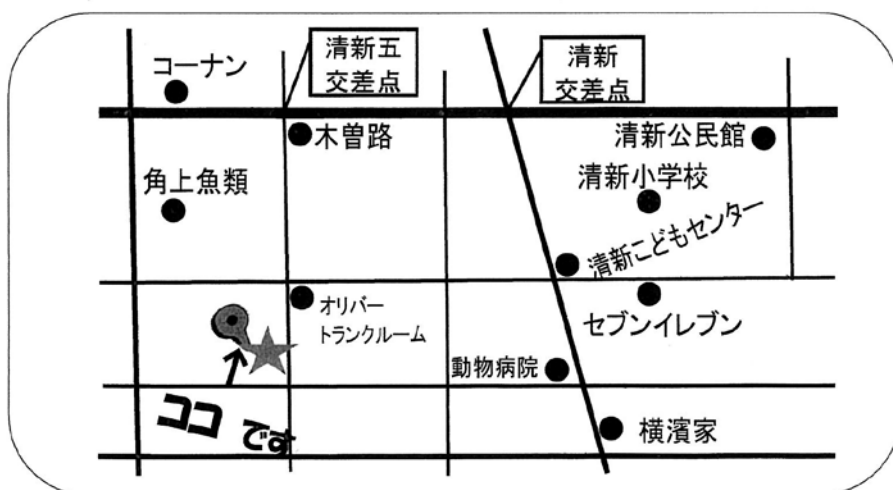 コーナン
清新五
交差点
清新
交差点
木曽路
清新公民館
角上魚類
清新小学校
清新こどもセンター
オリバー
トランクルーム
セブンイレブン
動物病院
ココです
横濱家